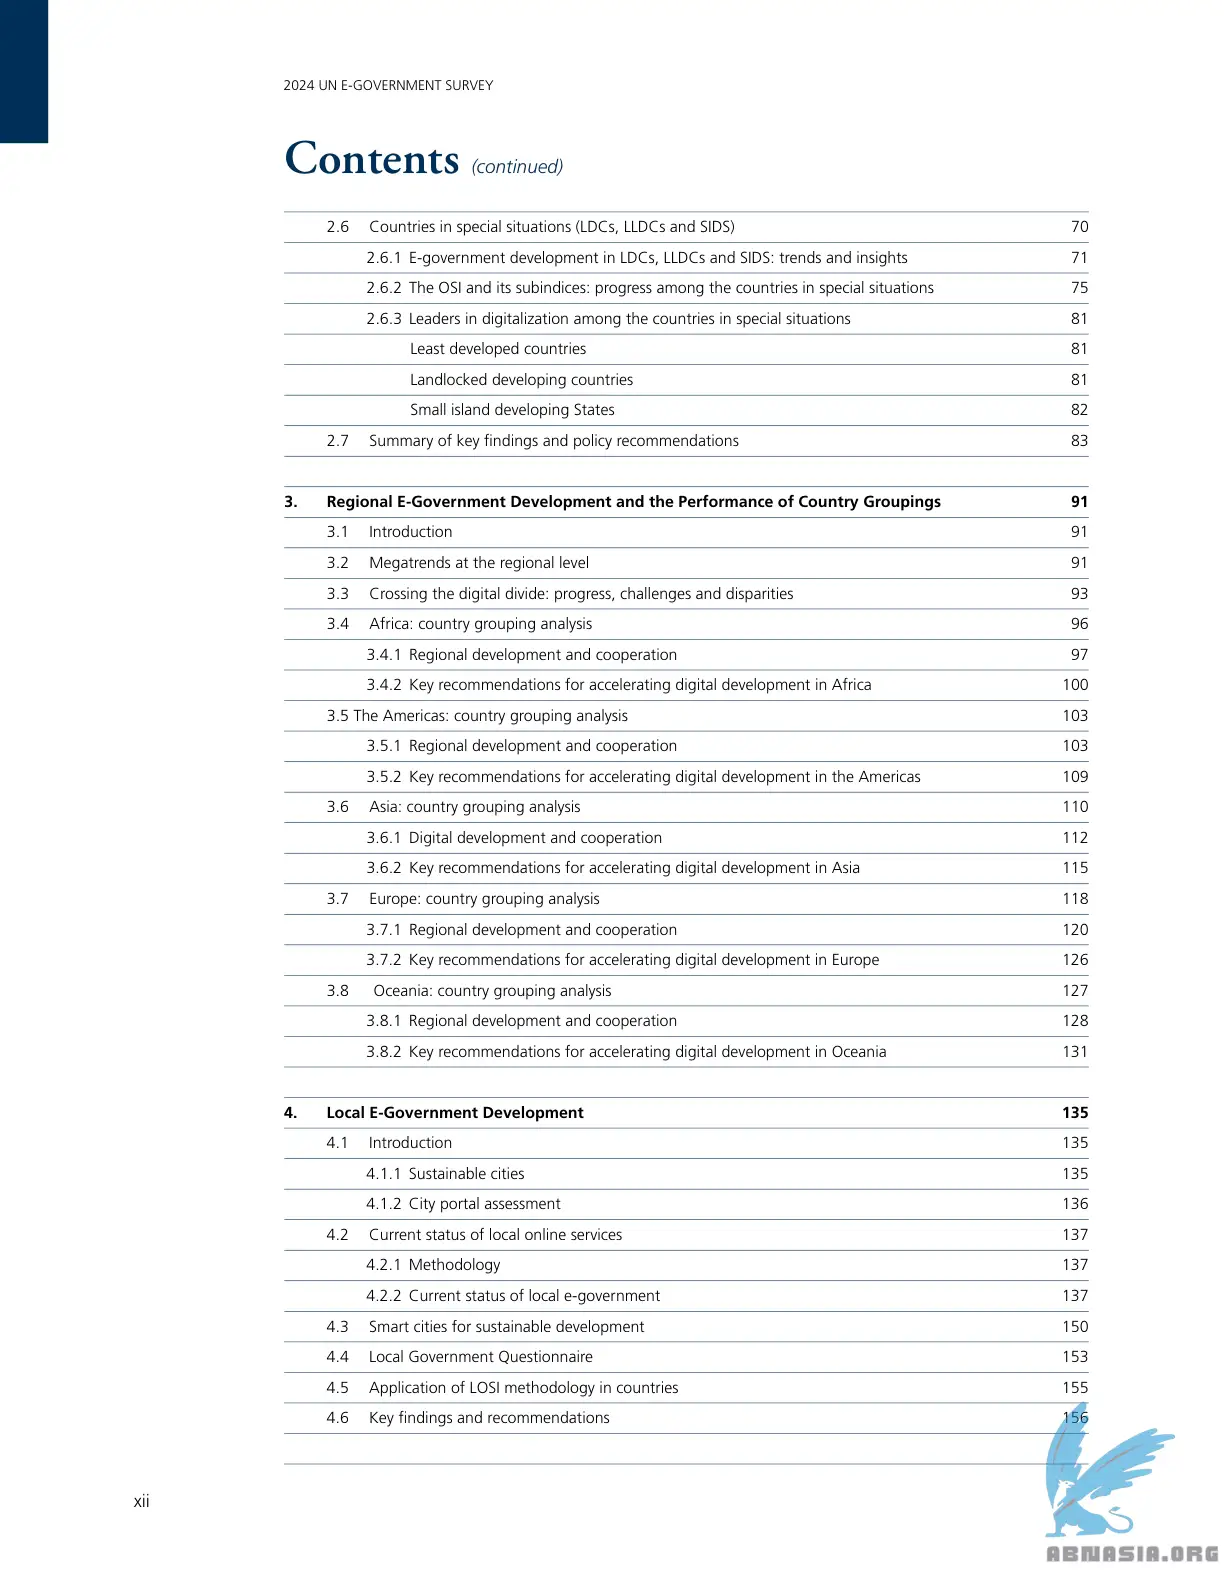 2024 UN E-GOVERNMENT SURVEY
Contents (continued)
2.6 Countries in special situations (LDCs, LLDCs and SIDS) 70
2.6.1 E-government development in LDCs, LLDCs and SIDS: trends and insights 71
2.6.2 The OSI and its subindices: progress among the countries in special situations 75
2.6.3 Leaders in digitalization among the countries in special situations 81
Least developed countries 81
Landlocked developing countries 81
Small island developing States 82
2.7 Summary of key findings and policy recommendations 83
3. Regional E-Government Development and the Performance of Country Groupings 91
3.1 Introduction 91
3.2 Megatrends at the regional level 91
3.3 Crossing the digital divide: progress, challenges and disparities 93
3.4 Africa: country grouping analysis 96
3.4.1 Regional development and cooperation 97
3.4.2 Key recommendations for accelerating digital development in Africa 100
3.5 The Americas: country grouping analysis 103
3.5.1 Regional development and cooperation 103
3.5.2 Key recommendations for accelerating digital development in the Americas 109
3.6 Asia: country grouping analysis 110
3.6.1 Digital development and cooperation 112
3.6.2 Key recommendations for accelerating digital development in Asia 115
3.7 Europe: country grouping analysis 118
3.7.1 Regional development and cooperation 120
3.7.2 Key recommendations for accelerating digital development in Europe 126
3.8 Oceania: country grouping analysis 127
3.8.1 Regional development and cooperation 128
3.8.2 Key recommendations for accelerating digital development in Oceania 131
4. Local E-Government Development 135
4.1 Introduction 135
4.1.1 Sustainable cities 135
4.1.2 City portal assessment 136
4.2 Current status of local online services 137
4.2.1 Methodology 137
4.2.2 Current status of local e-government 137
4.3 Smart cities for sustainable development 150
4.4 Local Government Questionnaire 153
4.5 Application of LOSI methodology in countries 155
4.6 Key findings and recommendations 156
xii
ABNASIA.ORG